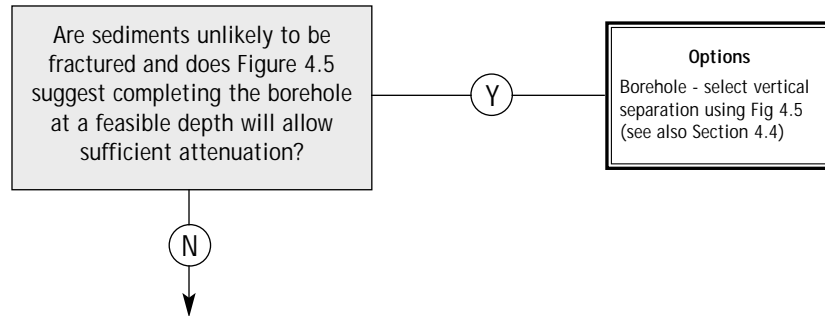 Are sediments unlikely to be
fractured and does Figure 4.5
suggest completing the borehole
at a feasible depth will allow
sufficient attenuation?
Y
Options
Borehole - select vertical
separation using Fig 4.5
(see also Section 4.4)
N